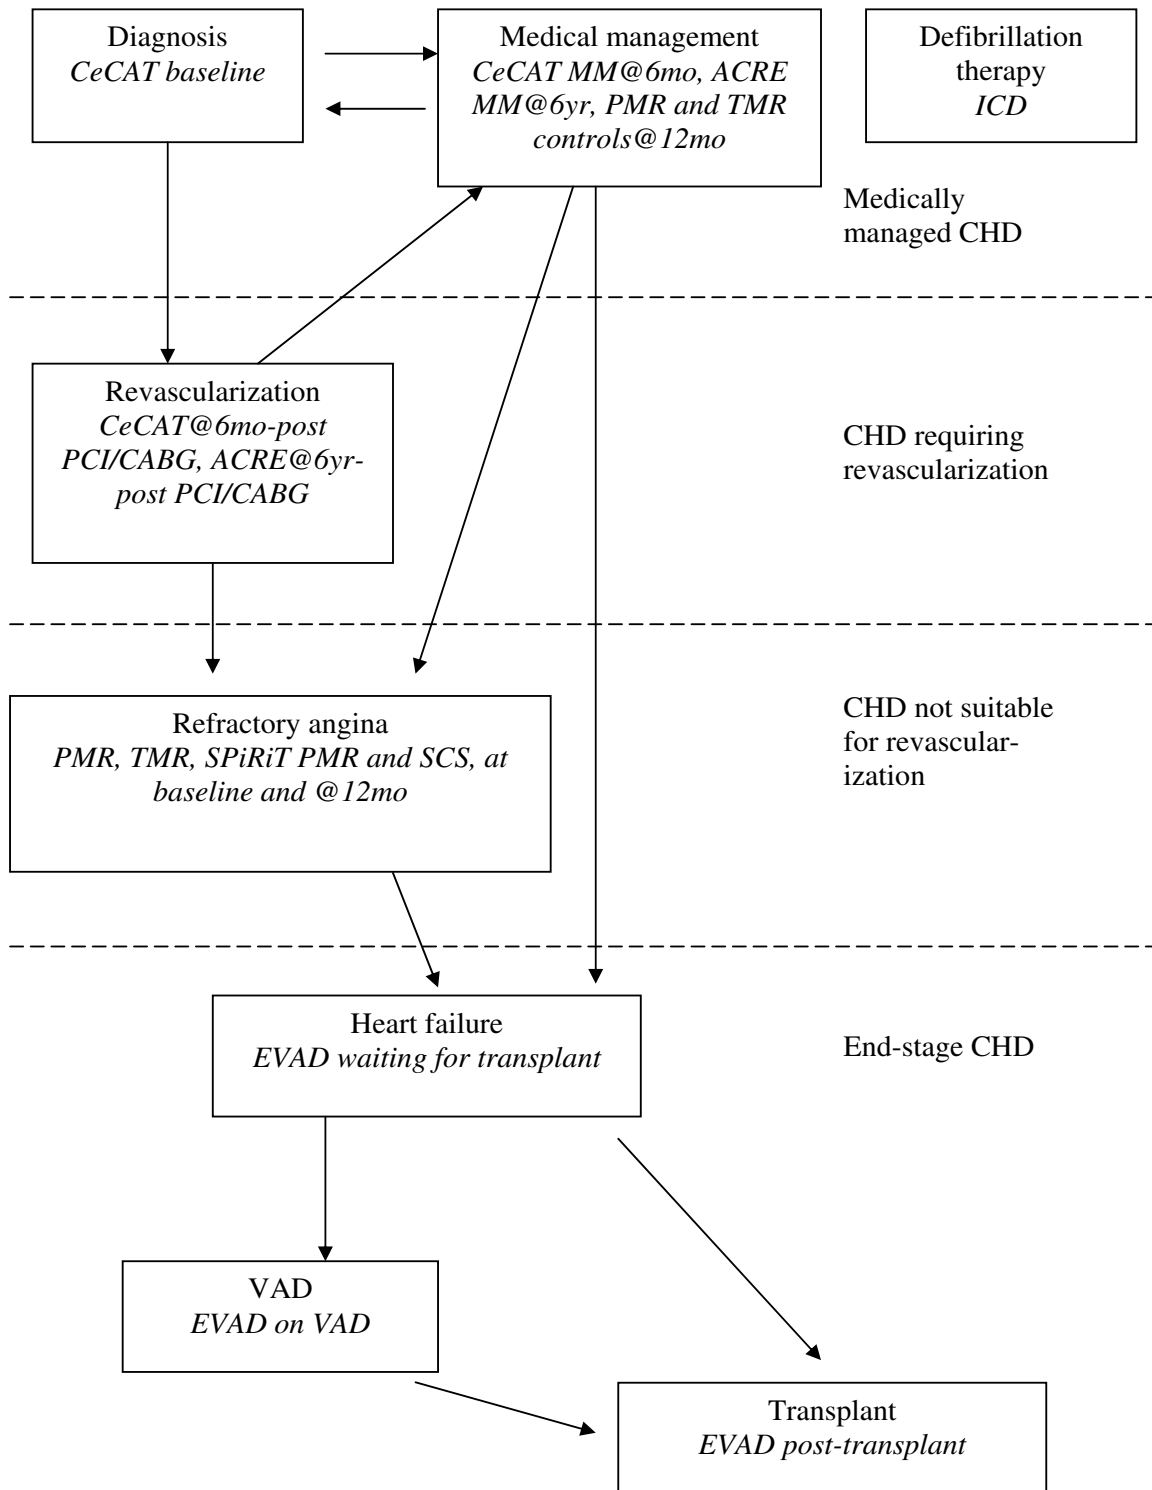 Diagnosis
CeCAT baseline
Medical management
CeCAT MM@6mo, ACRE
MM@6yr, PMR and TMR
controls@12mo
Defibrillation
therapy
ICD
Medically
managed CHD
Revascularization
CeCAT@6mo-post
PCI/CABG, ACRE@6yr-
post PCI/CABG
CHD requiring
revascularization
Refractory angina
PMR, TMR, SPiRiT PMR and SCS, at
baseline and @12mo
CHD not suitable
for revascular-
ization
Heart failure
EVAD waiting for transplant
End-stage CHD
VAD
EVAD on VAD
Transplant
EVAD post-transplant